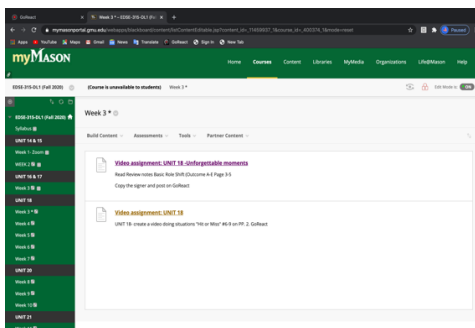 GoReact
Week 3 * – EDSE-315-DL1 (Fall 2020)
Paused
Apps YouTube Maps Gmail News Translate GoReact Sign In New Tab
myMASON
Home Courses Content Libraries MyMedia Organizations Life@Mason Help
EDSE-315-DL1 (Fall 2020) (Course is unavailable to students) Week 3 * Edit Mode is: ON
EDSE-315-DL1 (Fall 2020)
Syllabus
UNIT 14 & 15
Week 1- Zoom
WEEK 2
UNIT 16 & 17
Week 3
UNIT 18
Week 3 *
Week 4
Week 5
Week 6
Week 7
UNIT 20
Week 8
Week 9
Week 10
UNIT 21
Week 3 *
Build Content Assessments Tools Partner Content
Video assignment: UNIT 18 -Unforgettable moments
Read Review notes Basic Role Shift (Outcome A-E Page 3-5
Copy the signer and post on GoReact
Video assignment: UNIT 18
UNIT 18- create a video doing situations "Hit or Miss" #6-9 on PP. 2. GoReact